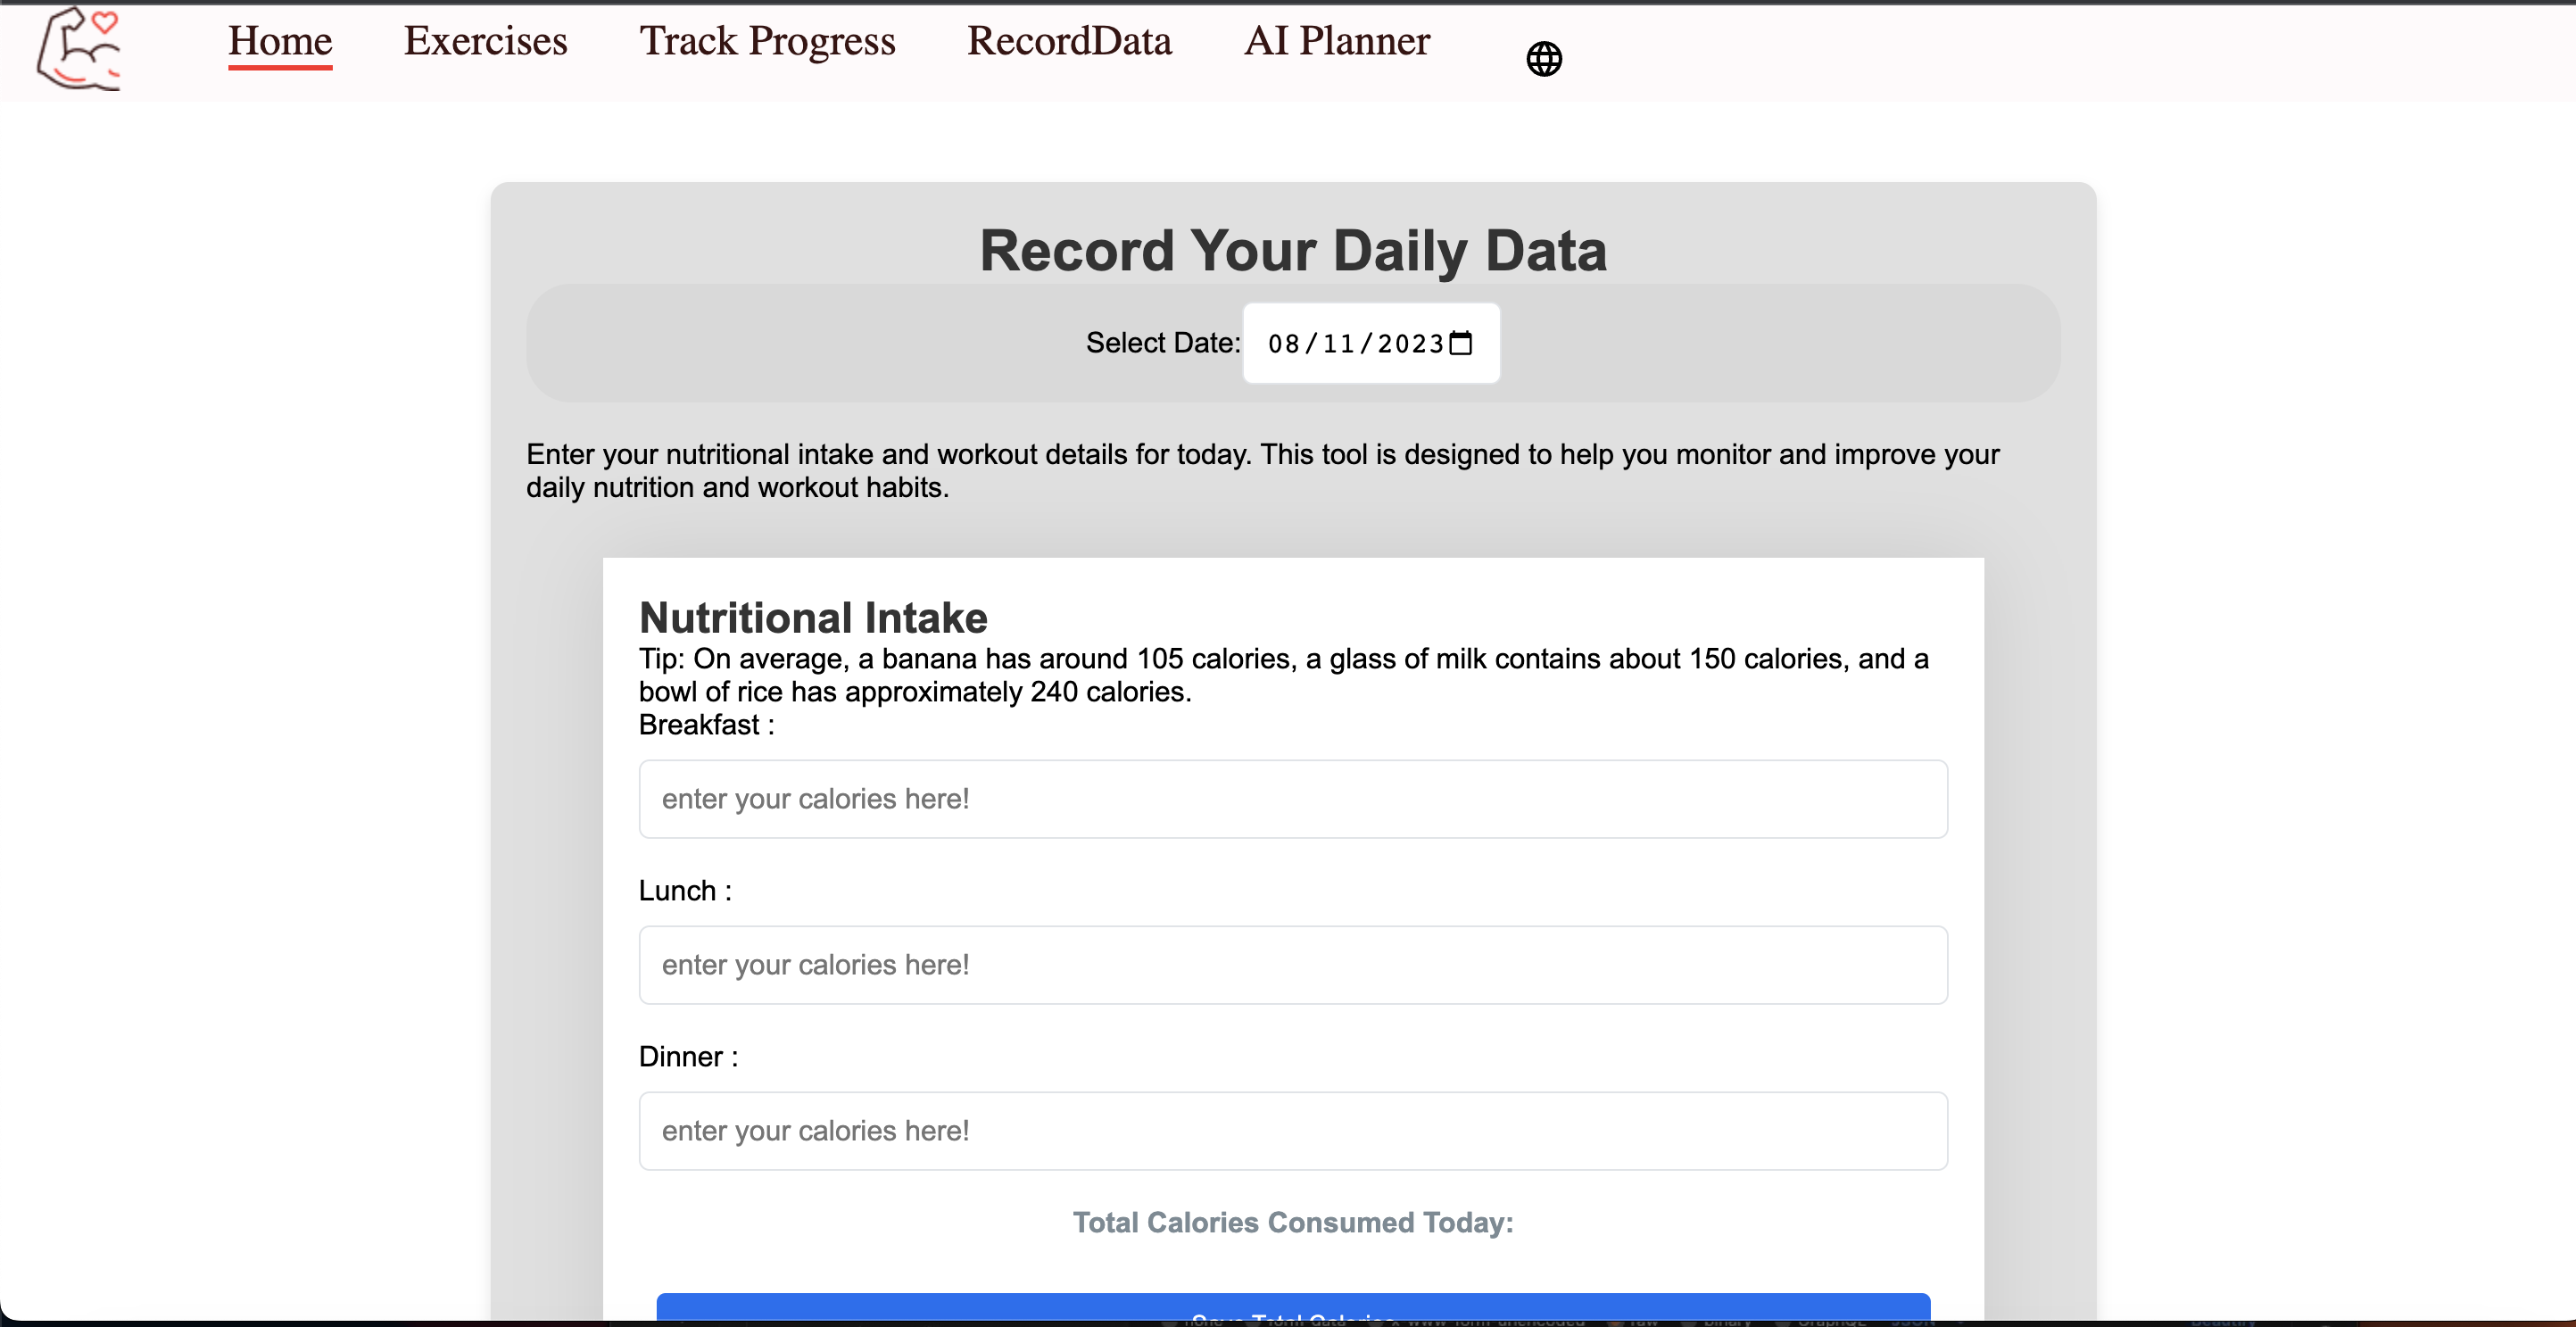 Home Exercises Track Progress RecordData AI Planner
Record Your Daily Data
Select Date: 08/11/2023
Enter your nutritional intake and workout details for today. This tool is designed to help you monitor and improve your
daily nutrition and workout habits.
Nutritional Intake
Tip: On average, a banana has around 105 calories, a glass of milk contains about 150 calories, and a
bowl of rice has approximately 240 calories.
Breakfast :
enter your calories here!
Lunch :
enter your calories here!
Dinner :
enter your calories here!
Total Calories Consumed Today:
Save Total Calories